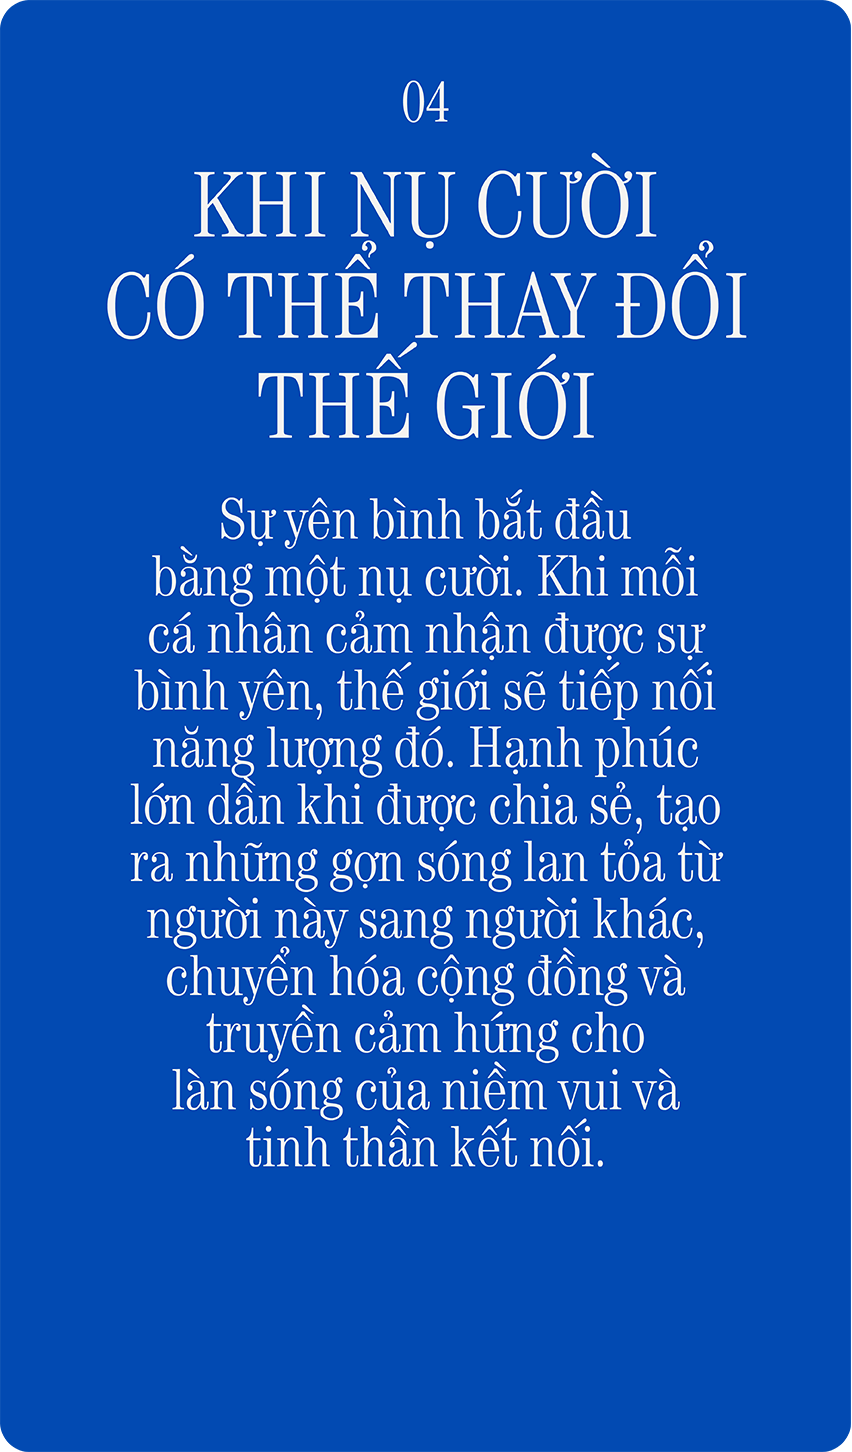 04
KHI NỤ CƯỜI
CÓ THỂ THAY ĐỔI
THẾ GIỚI
Sự yên bình bắt đầu
bằng một nụ cười. Khi mỗi
cá nhân cảm nhận được sự
bình yên, thế giới sẽ tiếp nối
năng lượng đó. Hạnh phúc
lớn dần khi được chia sẻ, tạo
ra những gợn sóng lan tỏa từ
người này sang người khác,
chuyển hóa cộng đồng và
truyền cảm hứng cho
làn sóng của niềm vui và
tinh thần kết nối.